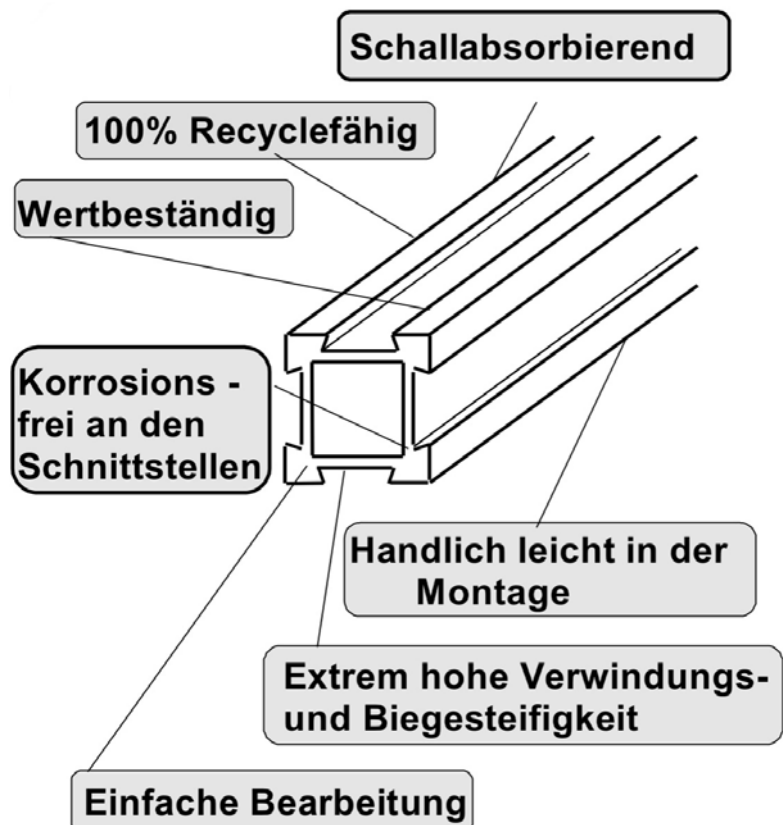 Schallabsorbierend
100% Recyclefähig
Wertbeständig
Korrosions -
frei an den
Schnittstellen
Handlich leicht in der
Montage
Extrem hohe Verwindungs-
und Biegesteifigkeit
Einfache Bearbeitung